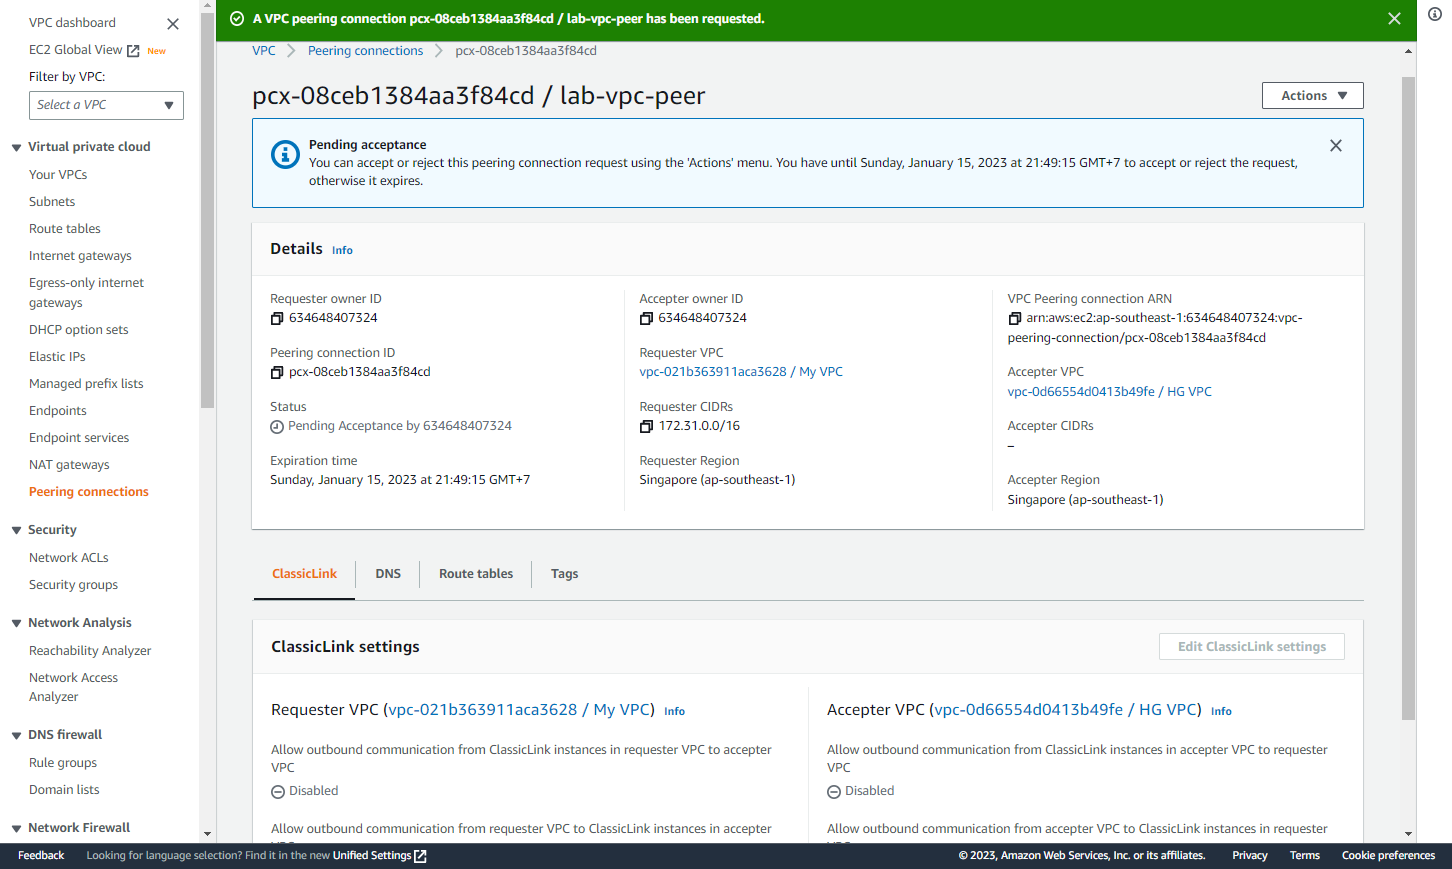 VPC dashboard
EC2 Global View New
Filter by VPC:
Select a VPC
Virtual private cloud
Your VPCs
Subnets
Route tables
Internet gateways
Egress-only internet
gateways
DHCP option sets
Elastic IPs
Managed prefix lists
Endpoints
Endpoint services
NAT gateways
Peering connections
Security
Network ACLs
Security groups
Network Analysis
Reachability Analyzer
Network Access
Analyzer
DNS firewall
Rule groups
Domain lists
Network Firewall
A VPC peering connection pcx-08ceb1384aa3f84cd / lab-vpc-peer has been requested.
VPC > Peering connections > pcx-08ceb1384aa3f84cd
pcx-08ceb1384aa3f84cd / lab-vpc-peer
Actions
Pending acceptance
You can accept or reject this peering connection request using the 'Actions' menu. You have until Sunday, January 15, 2023 at 21:49:15 GMT+7 to accept or reject the request,
otherwise it expires.
Details Info
Requester owner ID
634648407324
Peering connection ID
pcx-08ceb1384aa3f84cd
Status
Pending Acceptance by 634648407324
Expiration time
Sunday, January 15, 2023 at 21:49:15 GMT+7
Accepter owner ID
634648407324
Requester VPC
vpc-021b363911aca3628 / My VPC
Requester CIDRs
172.31.0.0/16
Requester Region
Singapore (ap-southeast-1)
VPC Peering connection ARN
arn:aws:ec2:ap-southeast-1:634648407324:vpc-
peering-connection/pcx-08ceb1384aa3f84cd
Accepter VPC
vpc-0d66554d0413b49fe / HG VPC
Accepter CIDRs
–
Accepter Region
Singapore (ap-southeast-1)
ClassicLink DNS Route tables Tags
ClassicLink settings
Edit ClassicLink settings
Requester VPC (vpc-021b363911aca3628 / My VPC) Info
Allow outbound communication from ClassicLink instances in requester VPC to accepter
VPC
Disabled
Allow outbound communication from requester VPC to ClassicLink instances in accepter
Accepter VPC (vpc-0d66554d0413b49fe / HG VPC) Info
Allow outbound communication from ClassicLink instances in accepter VPC to requester
VPC
Disabled
Allow outbound communication from accepter VPC to ClassicLink instances in requester
Feedback Looking for language selection? Find it in the new Unified Settings © 2023, Amazon Web Services, Inc. or its affiliates. Privacy Terms Cookie preferences